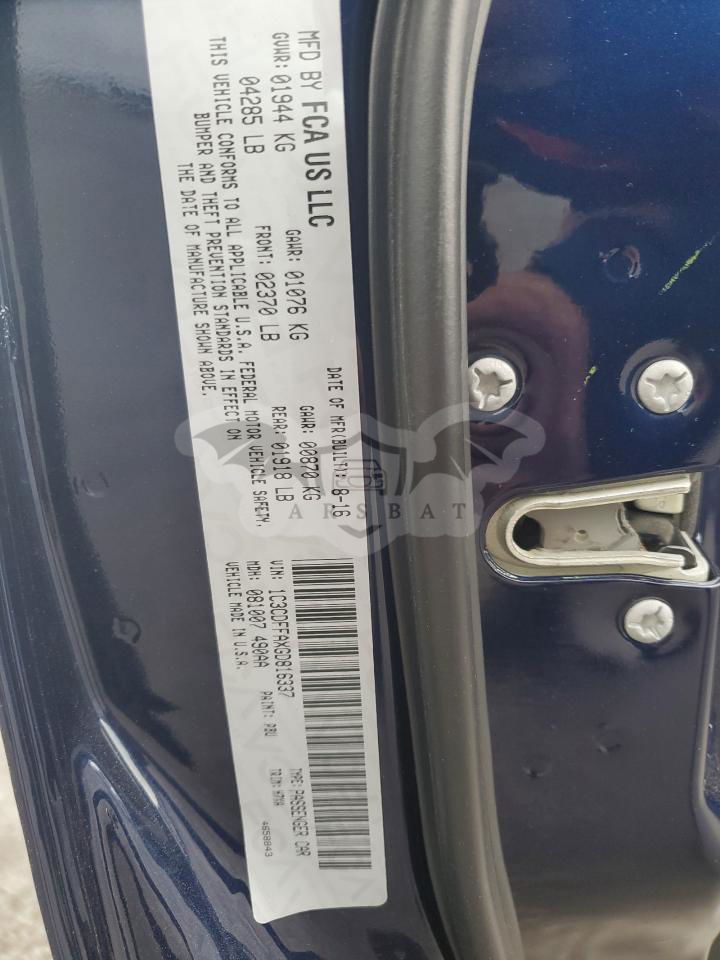 MFD BY FCA US LLC
DATE OF MFR\BUILT): 8-16
GVWR: 01944 KG
GAWR: 01076 KG
GAWR: 00870 KG
04285 LB
FRONT: 02370 LB
REAR: 01918 LB
THIS VEHICLE CONFORMS TO ALL APPLICABLE U.S.A. FEDERAL MOTOR VEHICLE SAFETY,
BUMPER AND THEFT PREVENTION STANDARDS IN EFFECT ON
THE DATE OF MANUFACTURE SHOWN ABOVE.
VIN: 1C3CDFFAXGD816337
TYPE: PASSENGER CAR
MDH: 081007 490AA
PAINT: PBU
TRIM:
VEHICLE MADE IN U.S.A.
4658843
ARSBAT